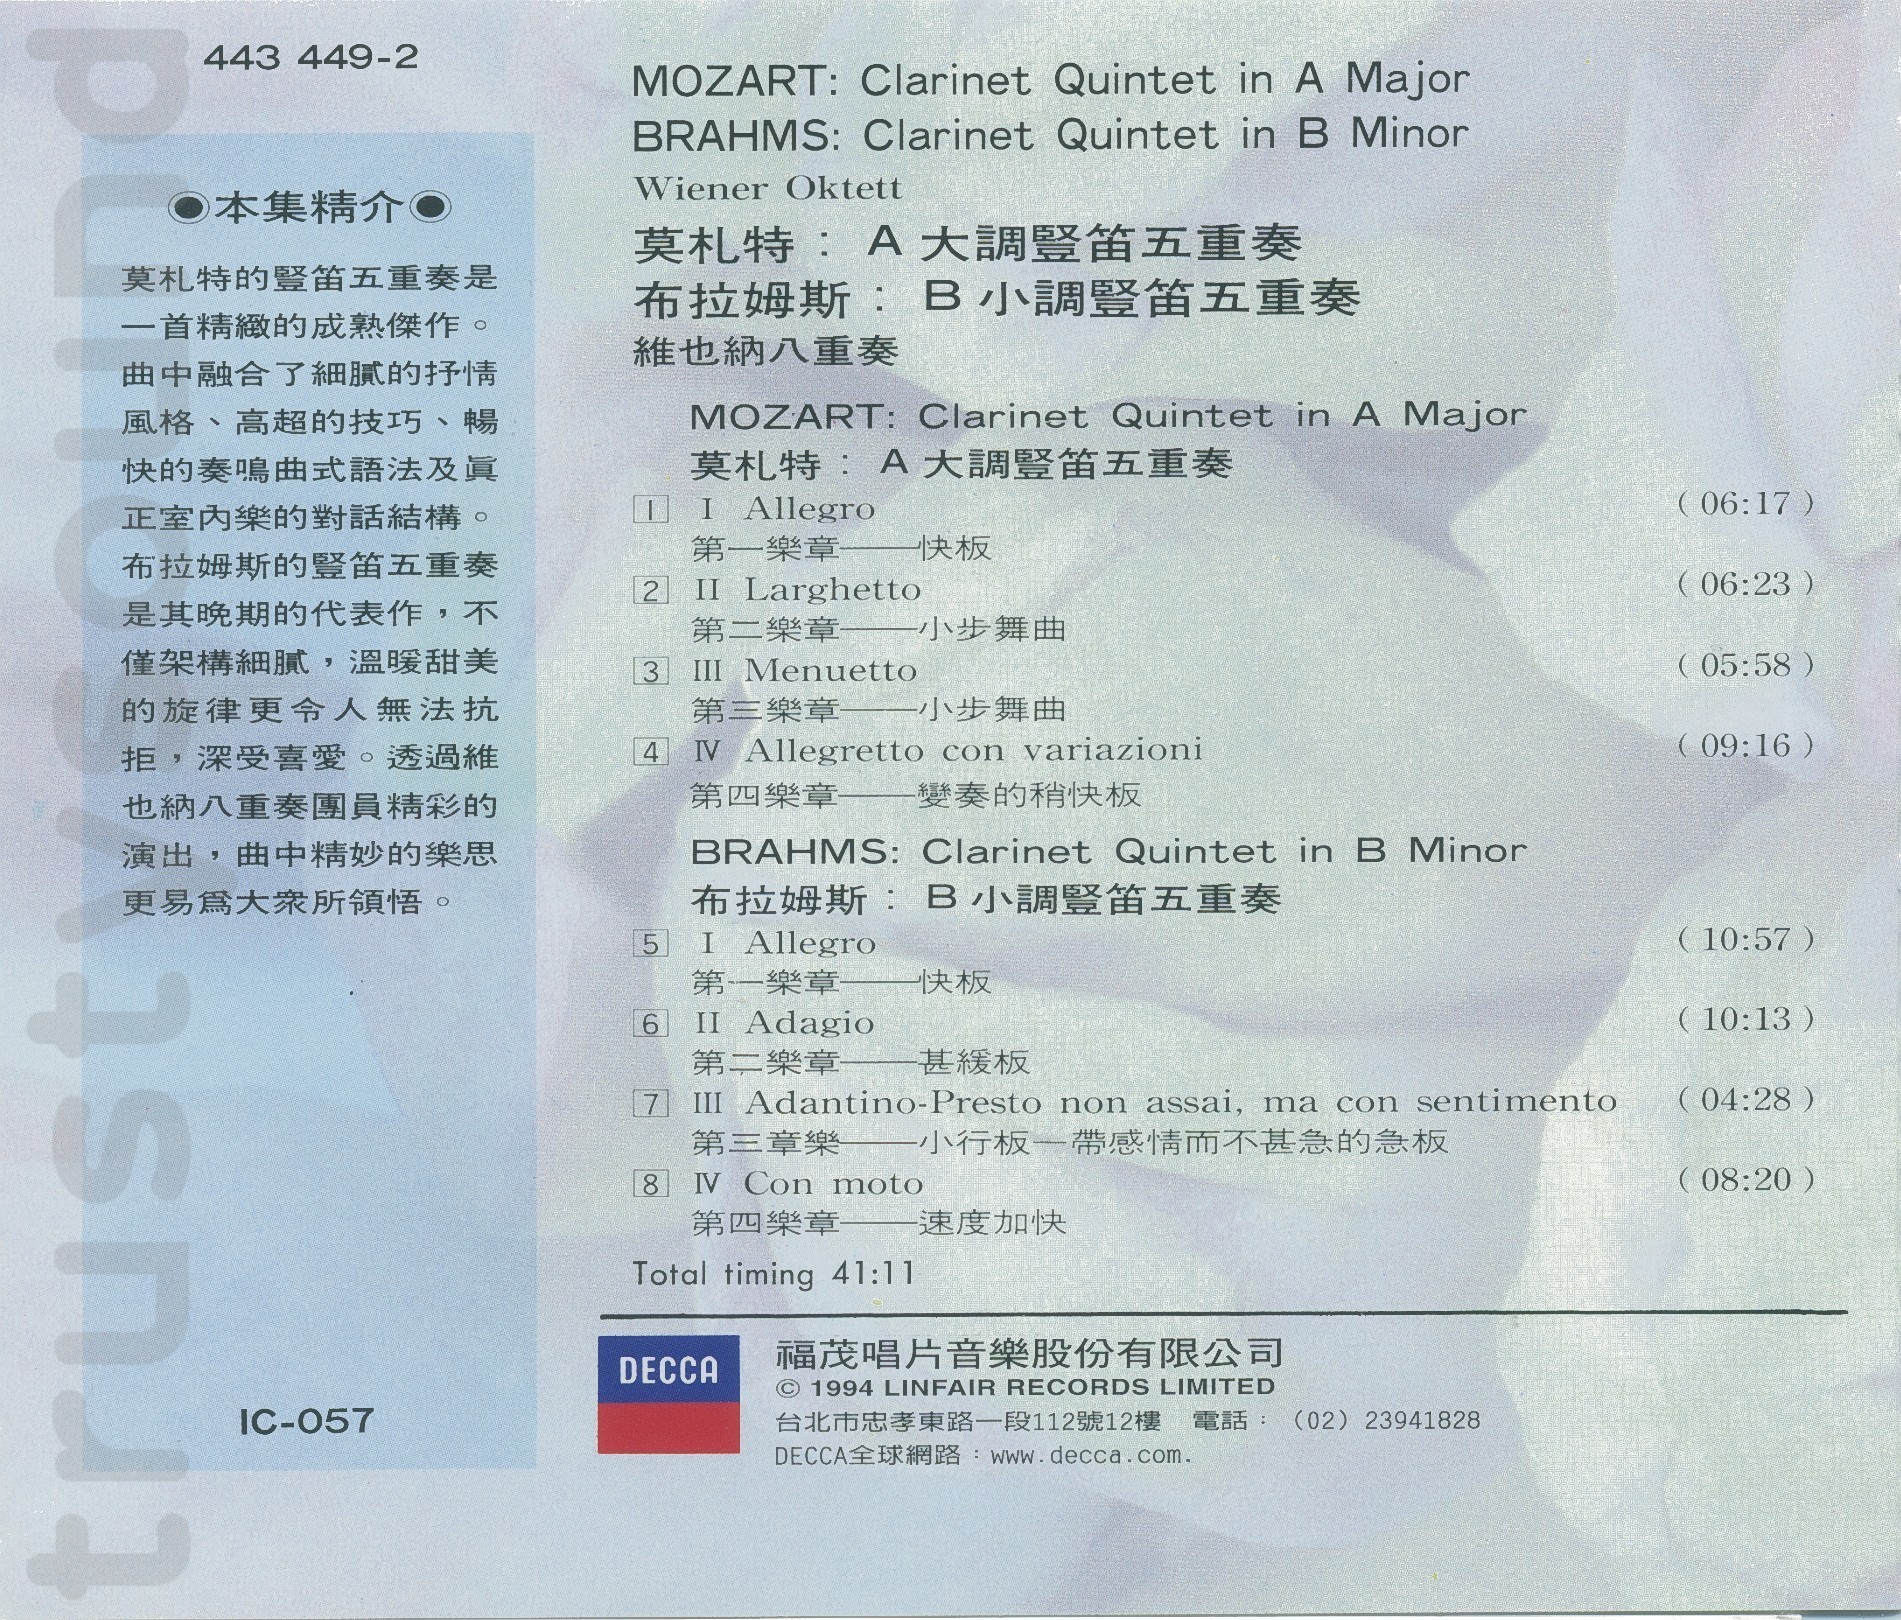 trustysound
443 449-2
◉本集精介◉
莫札特的豎笛五重奏是
一首精緻的成熟傑作。
曲中融合了細膩的抒情
風格、高超的技巧、暢
快的奏鳴曲式語法及眞
正室內樂的對話結構。
布拉姆斯的豎笛五重奏
是其晚期的代表作，不
僅架構細膩，溫暖甜美
的旋律更令人無法抗
拒，深受喜愛。透過維
也納八重奏團員精彩的
演出，曲中精妙的樂思
更易爲大衆所領悟。
IC-057
MOZART: Clarinet Quintet in A Major
BRAHMS: Clarinet Quintet in B Minor
Wiener Oktett
莫札特： A 大調豎笛五重奏
布拉姆斯： B 小調豎笛五重奏
維也納八重奏
MOZART: Clarinet Quintet in A Major
莫札特： A 大調豎笛五重奏
1 I Allegro (06:17)
第一樂章——快板
2 II Larghetto (06:23)
第二樂章——小步舞曲
3 III Menuetto (05:58)
第三樂章——小步舞曲
4 IV Allegretto con variazioni (09:16)
第四樂章——變奏的稍快板
BRAHMS: Clarinet Quintet in B Minor
布拉姆斯： B 小調豎笛五重奏
5 I Allegro (10:57)
第一樂章——快板
6 II Adagio (10:13)
第二樂章——甚緩板
7 III Adantino-Presto non assai, ma con sentimento (04:28)
第三章樂——小行板—帶感情而不甚急的急板
8 IV Con moto (08:20)
第四樂章——速度加快
Total timing 41:11
DECCA
福茂唱片音樂股份有限公司
© 1994 LINFAIR RECORDS LIMITED
台北市忠孝東路一段112號12樓 電話：（02）23941828
DECCA全球網路：www.decca.com.